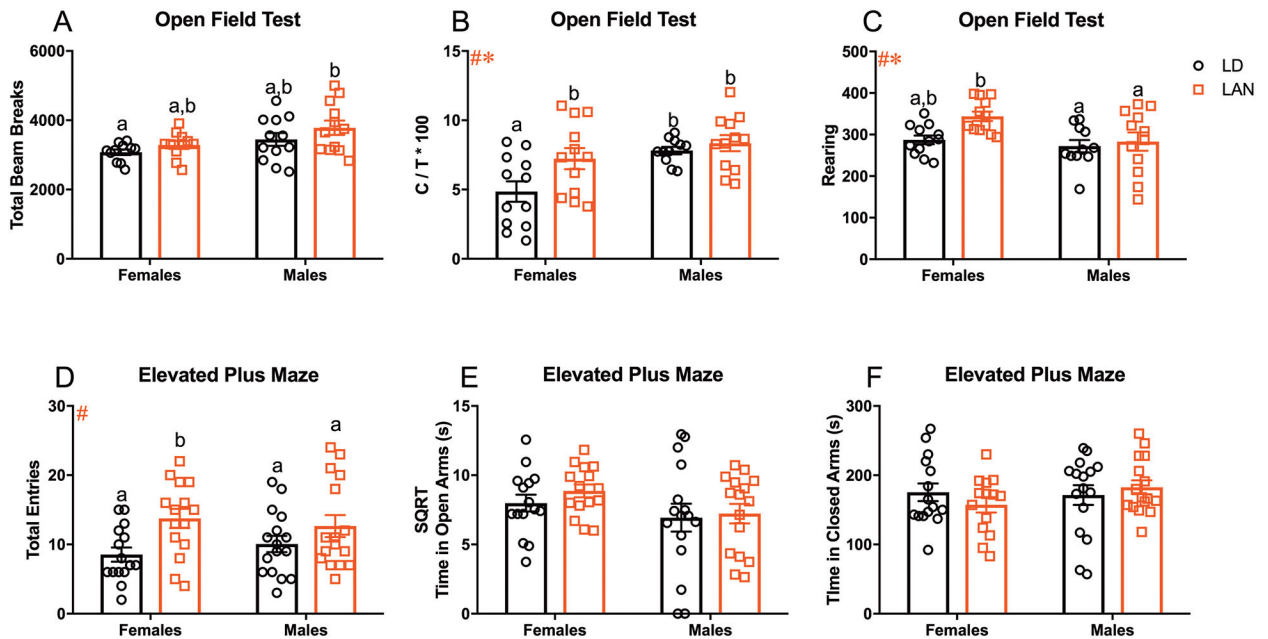 A Open Field Test
Total Beam Breaks
6000
4000
2000
0
a
a,b
a,b
b
Females Males
B Open Field Test
#*
C / T * 100
15
10
5
0
a
b
b
b
Females Males
C Open Field Test
#*
Rearing
500
400
300
200
100
0
a,b
b
a
a
Females Males
LD
LAN
D Elevated Plus Maze
#
Total Entries
30
20
10
0
a
b
a
a
Females Males
E Elevated Plus Maze
SQRT
Time in Open Arms (s)
15
10
5
0
Females Males
F Elevated Plus Maze
TIme in Closed Arms (s)
300
200
100
0
Females Males